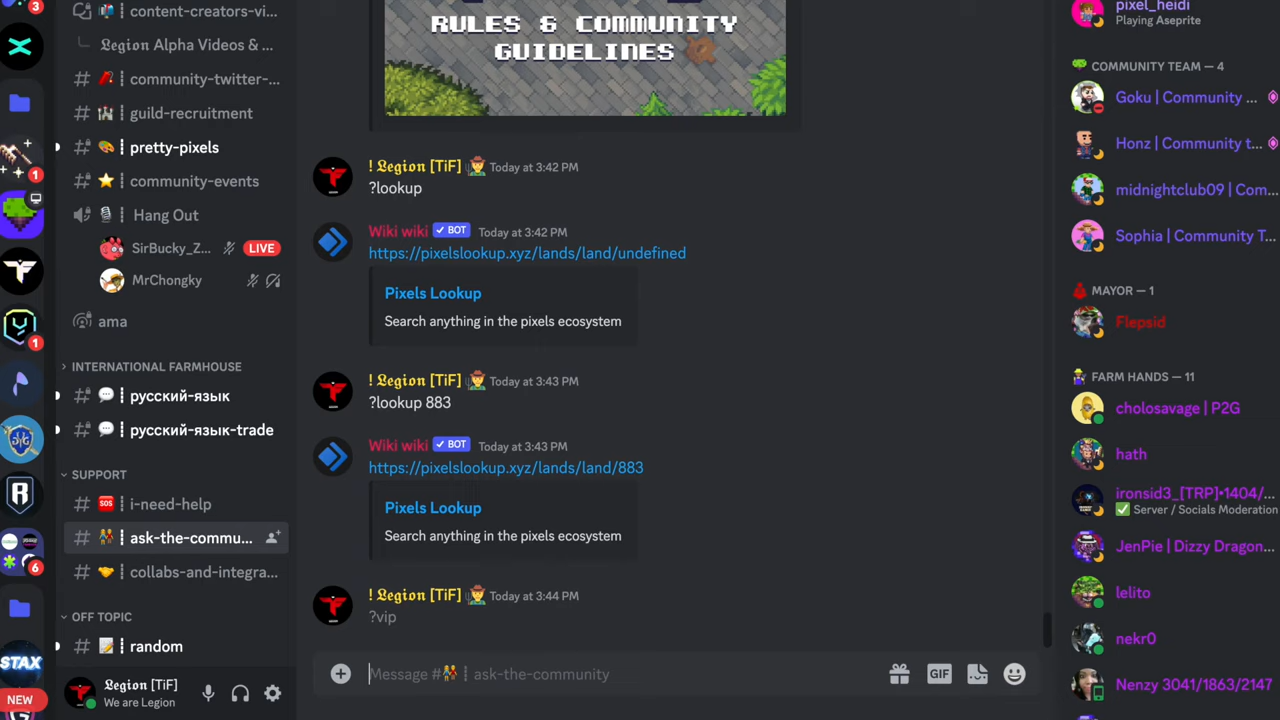 3
content-creators-vi...
Legion Alpha Videos & ...
community-twitter-...
guild-recruitment
pretty-pixels
1
community-events
Hang Out
SirBucky_Z...
LIVE
MrChongky
ama
1
INTERNATIONAL FARMHOUSE
русский-язык
русский-язык-trade
SUPPORT
SOS
i-need-help
ask-the-commu...
collabs-and-integra...
6
OFF TOPIC
random
STAX
NEW
Legion [TiF]
We are Legion
RULES & COMMUNITY
GUIDELINES
! Legion [TiF] Today at 3:42 PM
?lookup
Wiki wiki BOT Today at 3:42 PM
https://pixelslookup.xyz/lands/land/undefined
Pixels Lookup
Search anything in the pixels ecosystem
! Legion [TiF] Today at 3:43 PM
?lookup 883
Wiki wiki BOT Today at 3:43 PM
https://pixelslookup.xyz/lands/land/883
Pixels Lookup
Search anything in the pixels ecosystem
! Legion [TiF] Today at 3:44 PM
?vip
Message # ask-the-community
GIF
pixel_heidi
Playing Aseprite
COMMUNITY TEAM — 4
Goku | Community ...
Honz | Community t...
midnightclub09 | Com...
Sophia | Community T...
MAYOR — 1
Flepsid
FARM HANDS — 11
cholosavage | P2G
hath
ironsid3_[TRP]•1404/...
Server / Socials Moderation
JenPie | Dizzy Dragon...
lelito
nekr0
Nenzy 3041/1863/2147